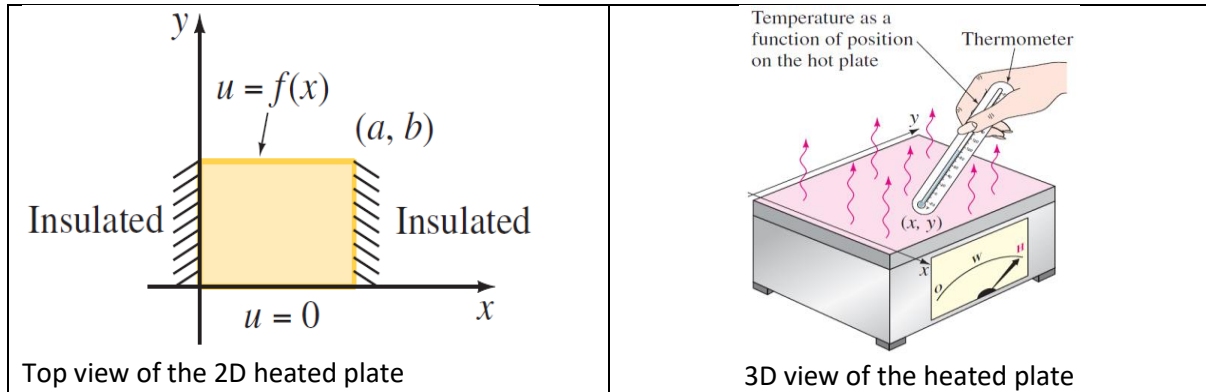 y
u = f(x)
(a, b)
Insulated
Insulated
u = 0
x
Top view of the 2D heated plate
Temperature as a
function of position
on the hot plate
Thermometer
y
(x, y)
x
O
W
H
3D view of the heated plate